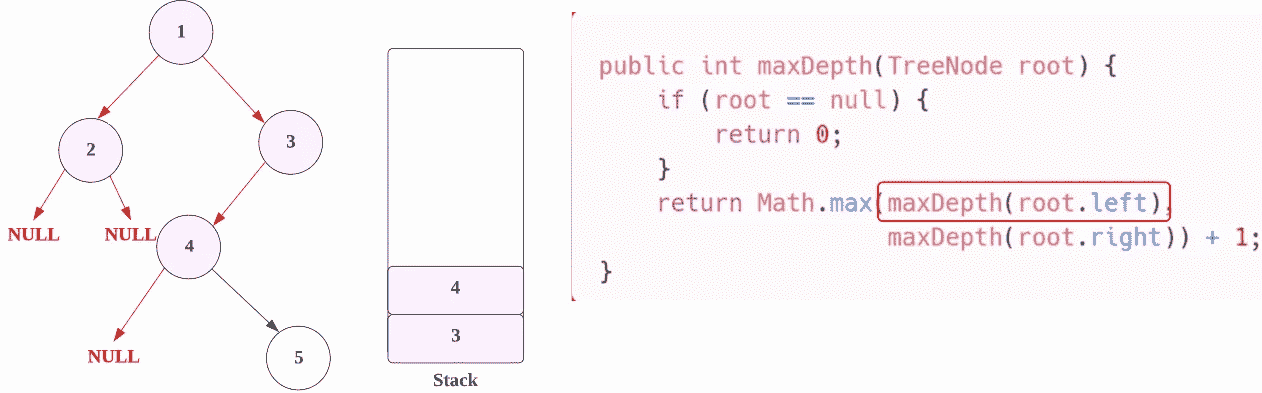 1
2
3
NULL
NULL
4
NULL
5
4
3
Stack
public int maxDepth(TreeNode root) {
    if (root == null) {
        return 0;
    }
    return Math.max(maxDepth(root.left),
                    maxDepth(root.right)) + 1;
}